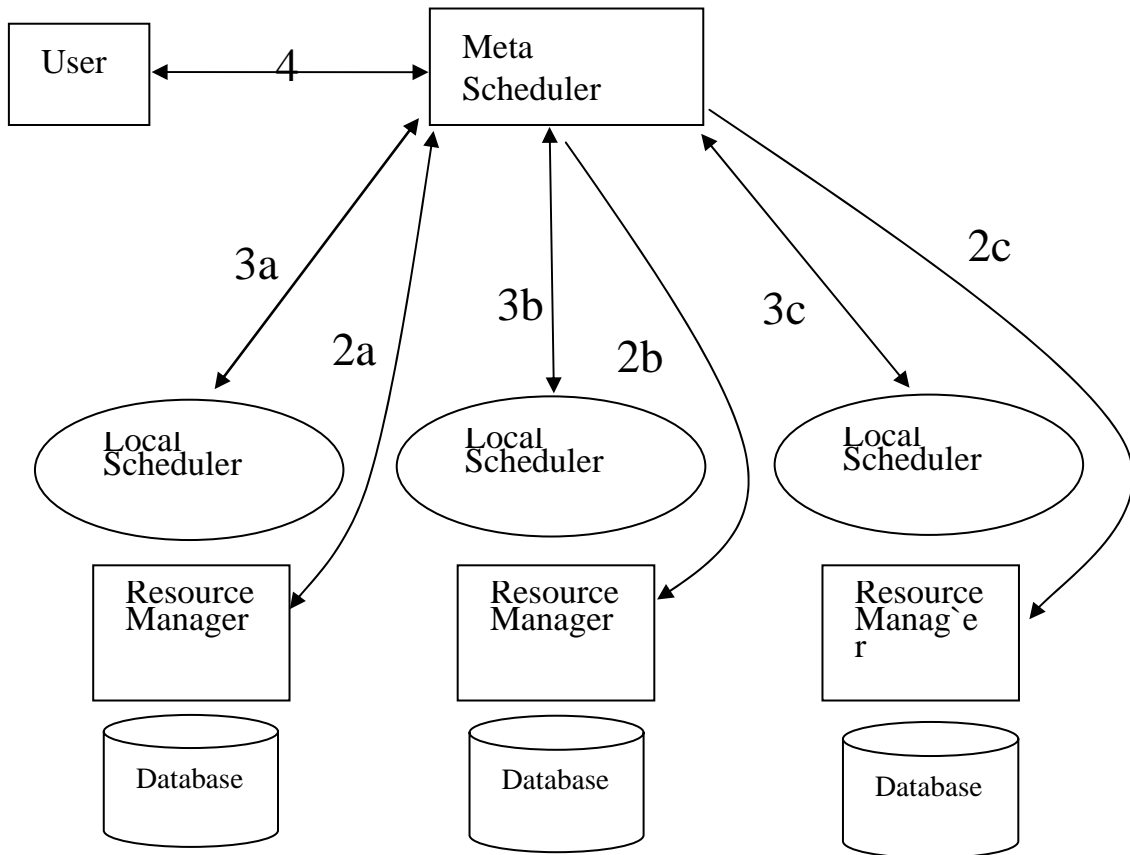 User
4
Meta
Scheduler
3a
2a
3b
2b
3c
2c
Local
Scheduler
Local
Scheduler
Local
Scheduler
Resource
Manager
Resource
Manager
Resource
Manag`e
r
Database
Database
Database